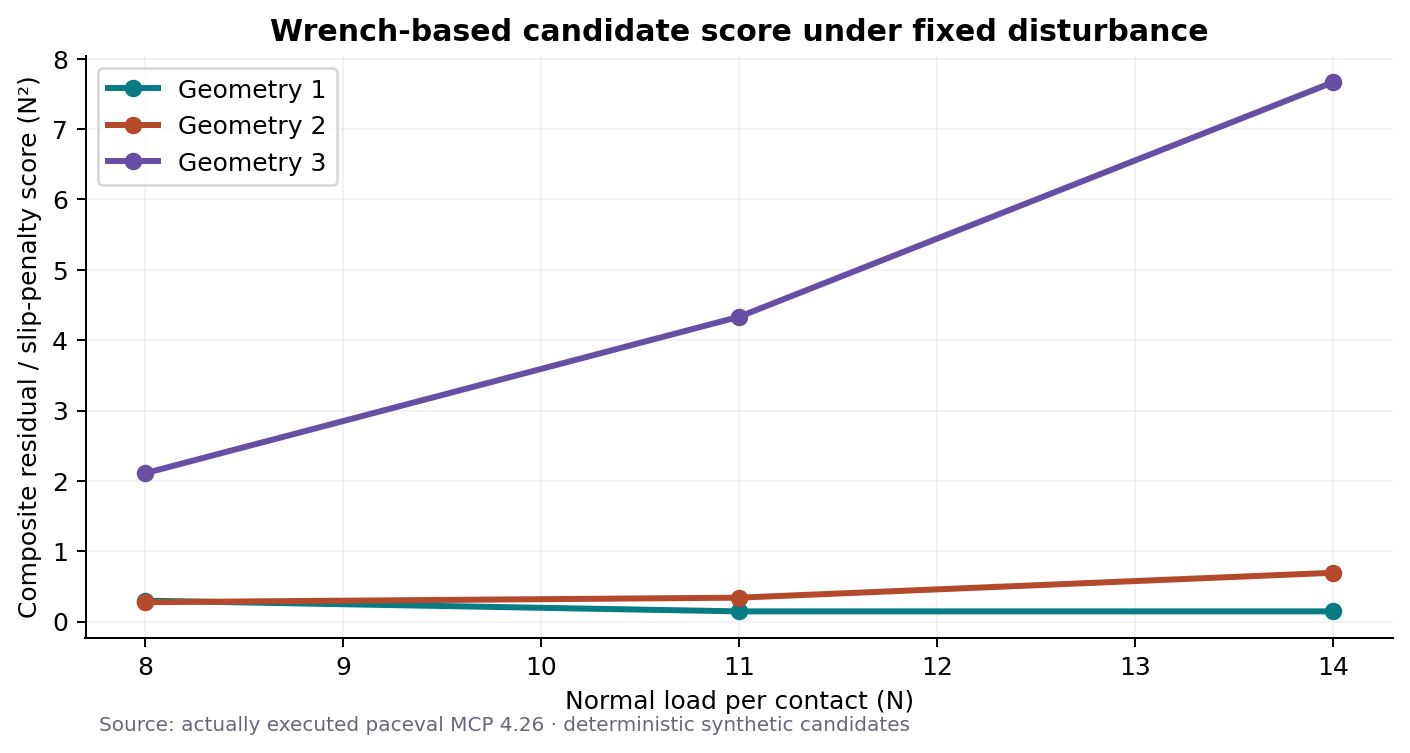 Wrench-based candidate score under fixed disturbance
Composite residual / slip-penalty score (N²)
8
7
6
5
4
3
2
1
0
Geometry 1
Geometry 2
Geometry 3
8 9 10 11 12 13 14
Normal load per contact (N)
Source: actually executed paceval MCP 4.26 · deterministic synthetic candidates